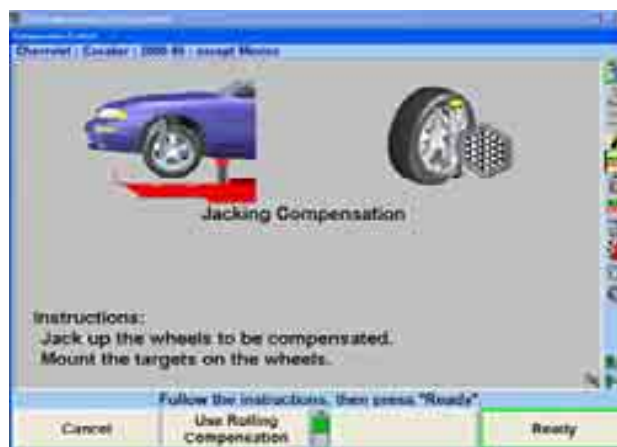 Chevrolet : Cavalier : 2000-05 : except Mexico
Jacking Compensation
Instructions:
Jack up the wheels to be compensated.
Mount the targets on the wheels.
Follow the instructions, then press "Ready".
Cancel
Use Rolling
Compensation
Ready